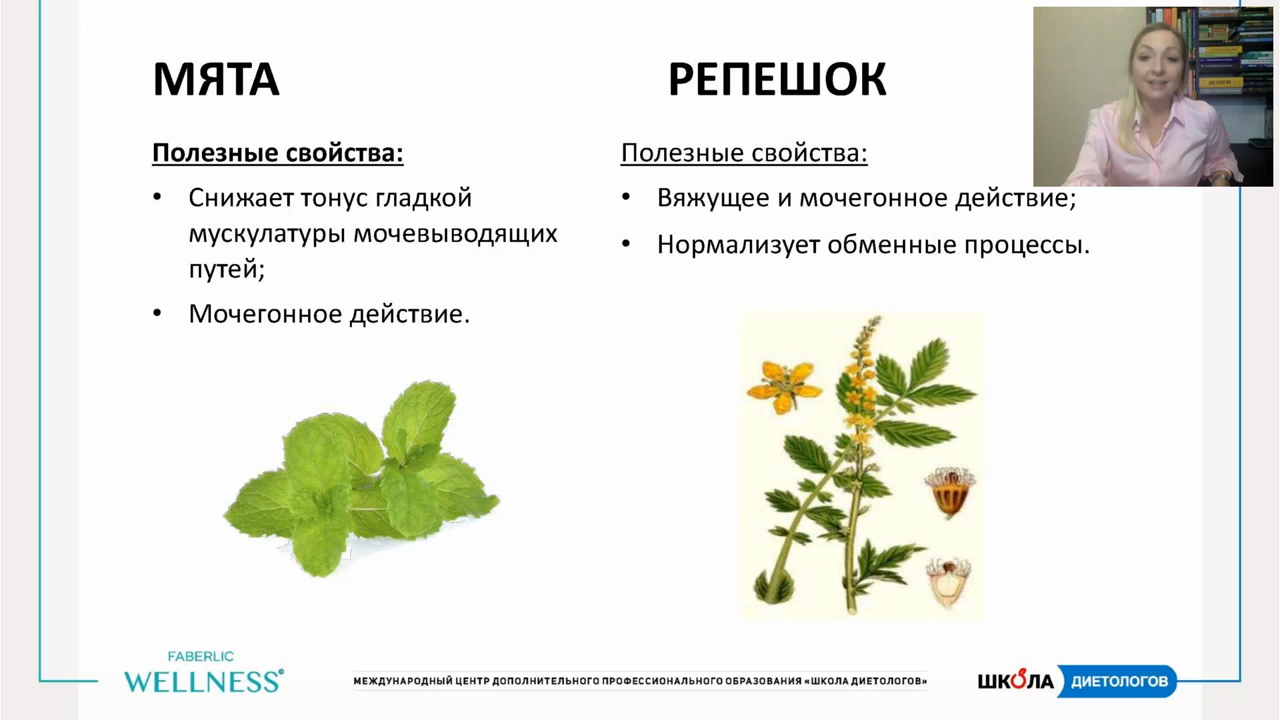 МЯТА
Полезные свойства:
• Снижает тонус гладкой
мускулатуры мочевыводящих
путей;
• Мочегонное действие.
РЕПЕШОК
Полезные свойства:
• Вяжущее и мочегонное действие;
• Нормализует обменные процессы.
FABERLIC
WELLNESS
МЕЖДУНАРОДНЫЙ ЦЕНТР ДОПОЛНИТЕЛЬНОГО ПРОФЕССИОНАЛЬНОГО ОБРАЗОВАНИЯ «ШКОЛА ДИЕТОЛОГОВ»
ШКОЛА ДИЕТОЛОГОВ